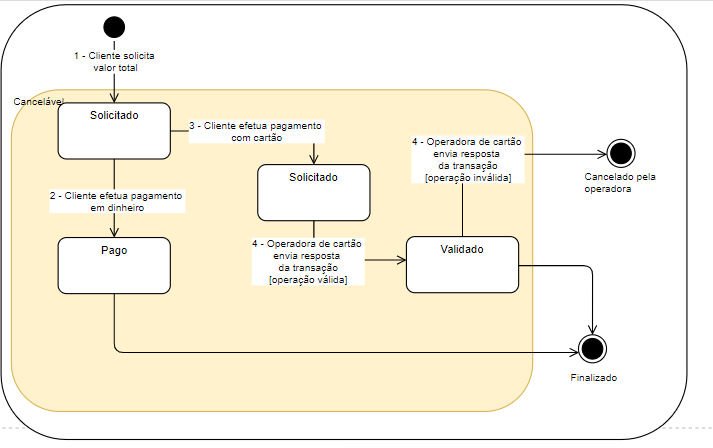 1 - Cliente solicita
valor total
Cancelável
Solicitado
3 - Cliente efetua pagamento
com cartão
4 - Operadora de cartão
envia resposta
da transação
[operação inválida]
Cancelado pela
operadora
Solicitado
2 - Cliente efetua pagamento
em dinheiro
Pago
4 - Operadora de cartão
envia resposta
da transação
[operação válida]
Validado
Finalizado